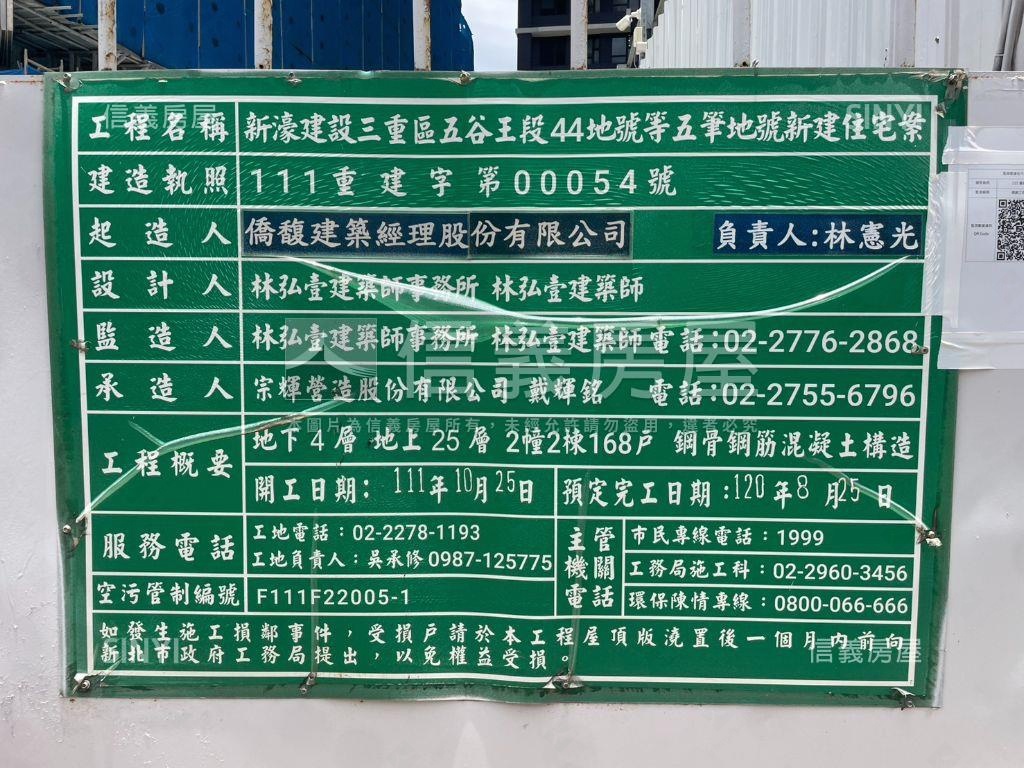 工程名稱 新濠建設三重區五谷王段44地號等五筆地號新建住宅案
建造執照 111重建字第00054號
起造人 僑馥建築經理股份有限公司 負責人:林憲光
設計人 林弘壹建築師事務所 林弘壹建築師
監造人 林弘壹建築師事務所 林弘壹建築師 電話:02-2776-2868
承造人 宗輝營造股份有限公司 戴輝銘 電話:02-2755-6796
工程概要 地下4層 地上25層 2幢2棟168戶 鋼骨鋼筋混凝土構造
開工日期: 111年10月25日 預定完工日期:120年8月25日
服務電話 工地電話:02-2278-1193
工地負責人:吳承修 0987-125775
空污管制編號 F111F22005-1
主管機關電話 市民專線電話:1999
工務局施工科:02-2960-3456
環保陳情專線:0800-066-666
如發生施工損鄰事件,受損戶請於本工程屋頂版澆置後一個月內前向
新北市政府工務局提出,以免權益受損。
信義房屋
SINYI
信義房屋
本圖片為信義房屋所有,未經允許請勿盜用,違者必究
SINYI
信義房屋
QR Code